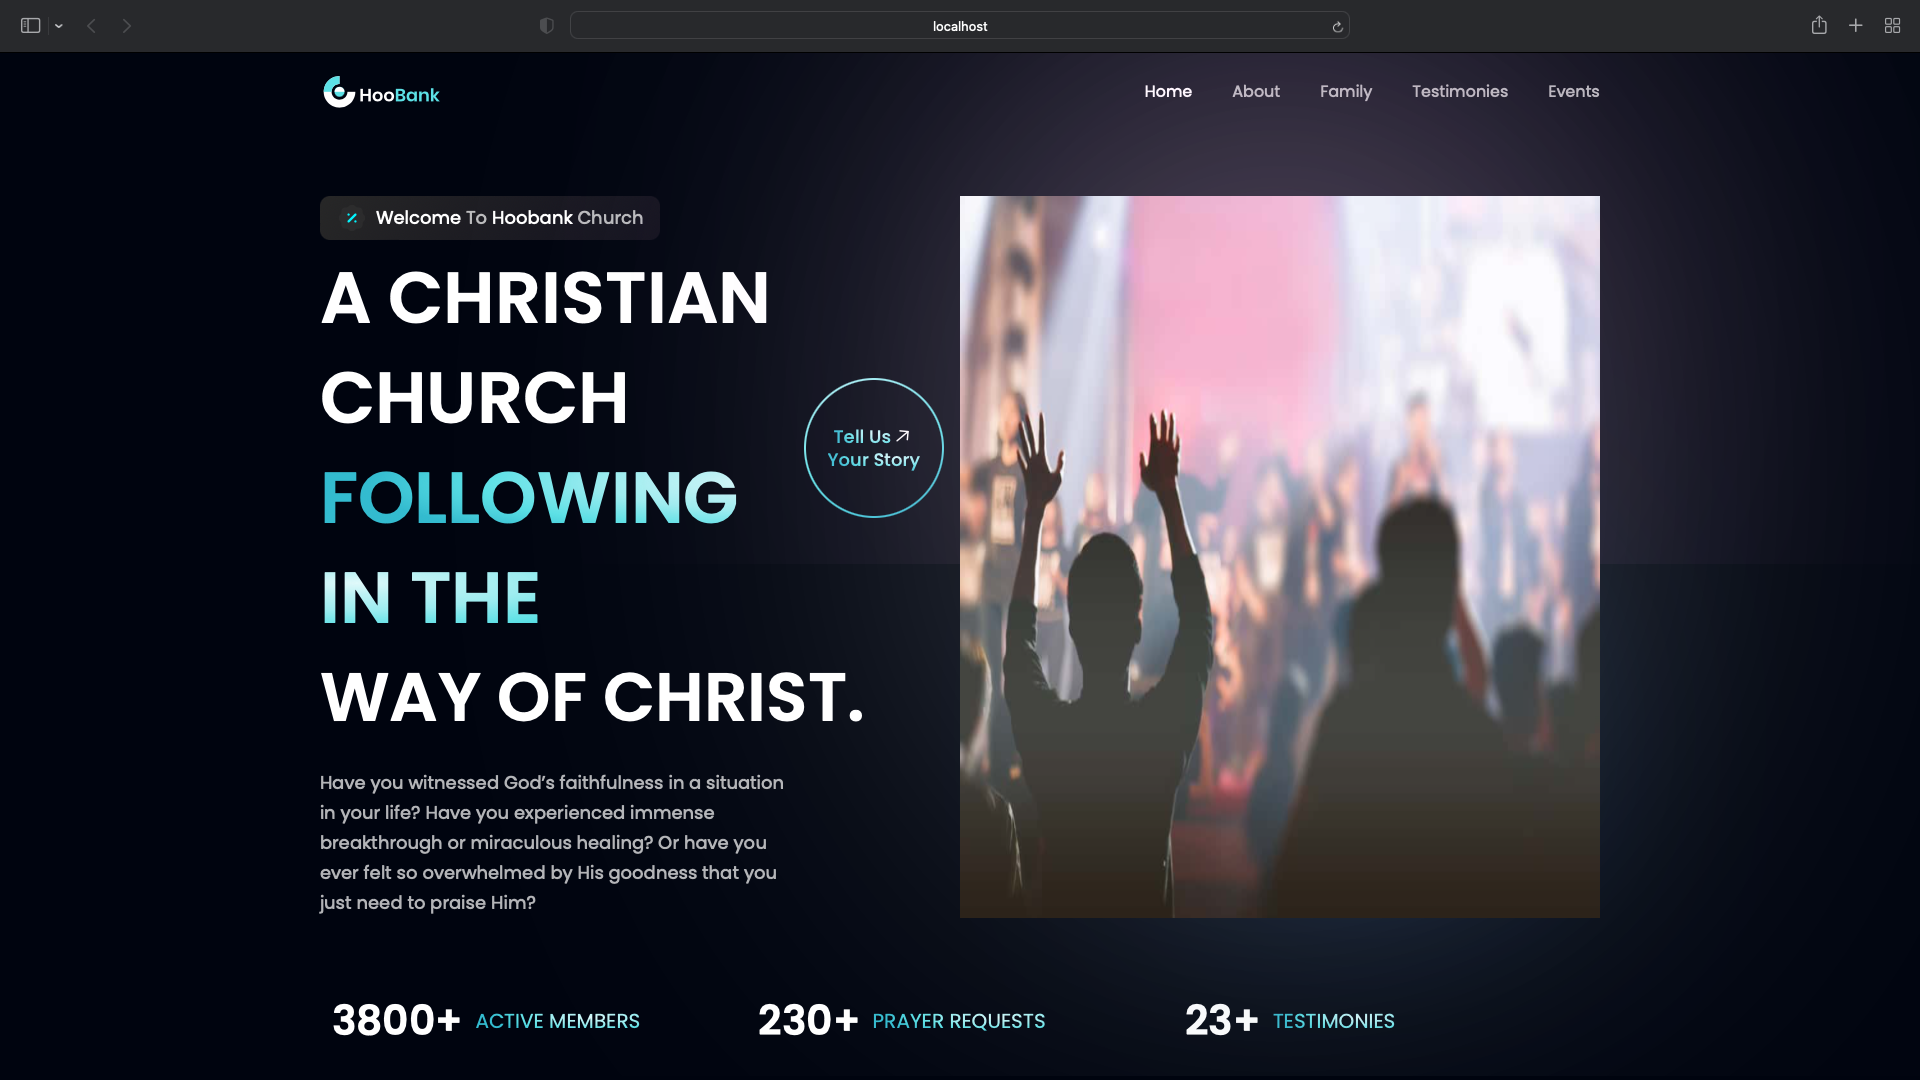 localhost
HooBank
Home About Family Testimonies Events
Welcome To Hoobank Church
A CHRISTIAN
CHURCH
FOLLOWING
IN THE
WAY OF CHRIST.
Tell Us
Your Story
Have you witnessed God’s faithfulness in a situation
in your life? Have you experienced immense
breakthrough or miraculous healing? Or have you
ever felt so overwhelmed by His goodness that you
just need to praise Him?
3800+ ACTIVE MEMBERS 230+ PRAYER REQUESTS 23+ TESTIMONIES